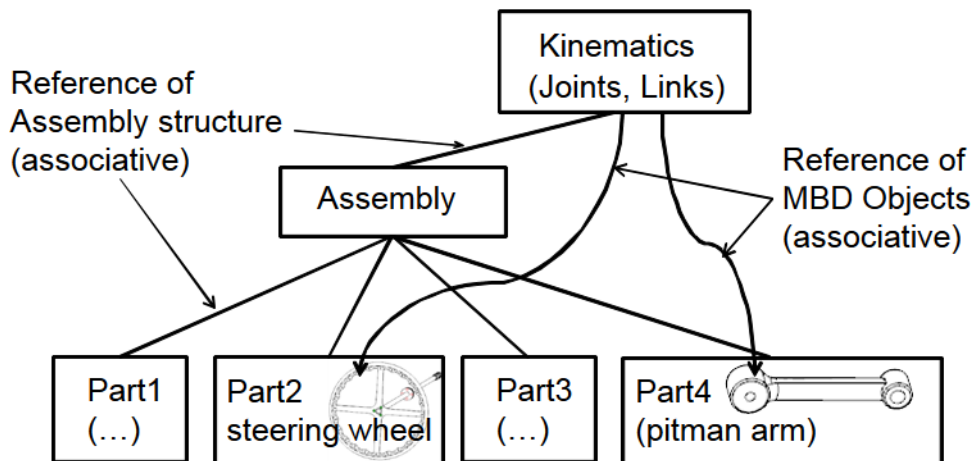 Kinematics
(Joints, Links)
Reference of
Assembly structure
(associative)
Reference of
MBD Objects
(associative)
Assembly
Part1
(...)
Part2
steering wheel
Part3
(...)
Part4
(pitman arm)